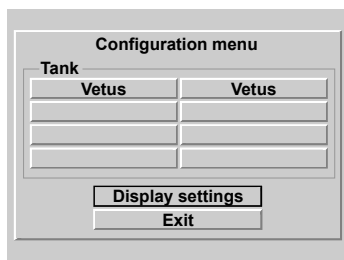 Configuration menu
Tank
Vetus Vetus
Display settings
Exit